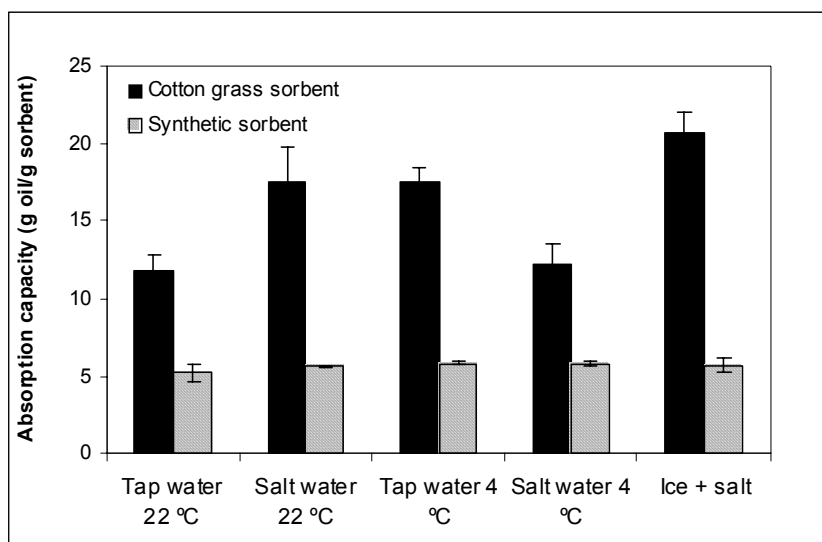 Absorption capacity (g oil/g sorbent)
25
20
15
10
5
0
Cotton grass sorbent
Synthetic sorbent
Tap water
22 ºC
Salt water
22 ºC
Tap water 4
ºC
Salt water 4
ºC
Ice + salt